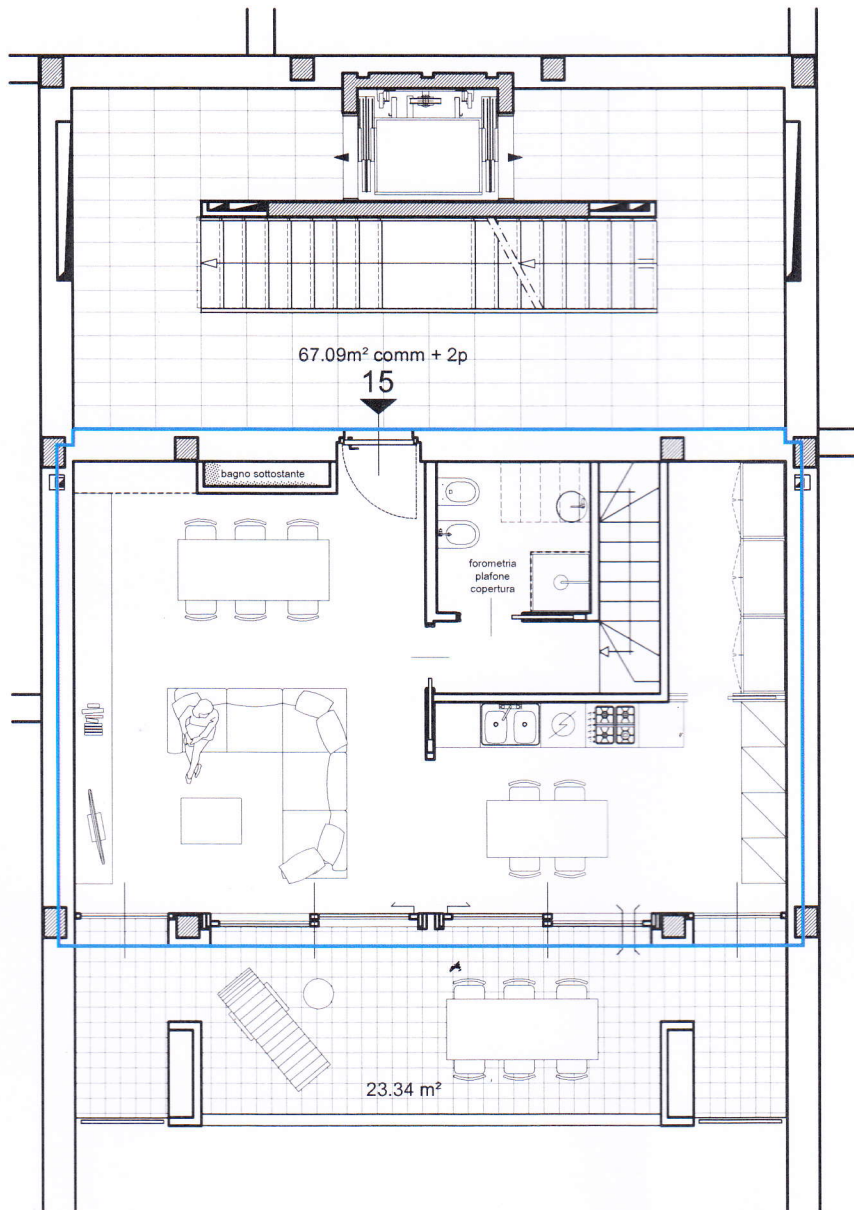 67.09m² comm + 2p
15
bagno sottostante
forometria
plafone
copertura
23.34 m²